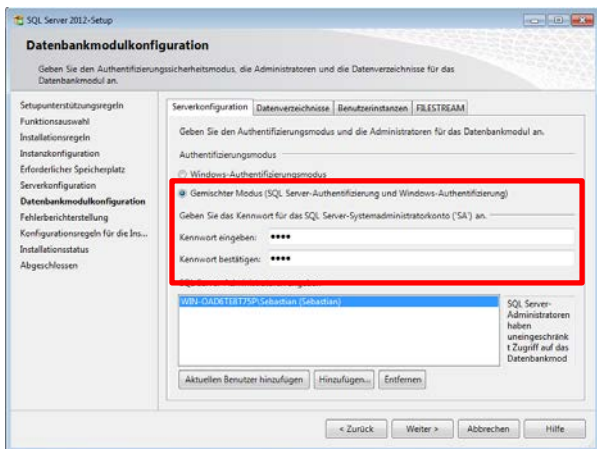 SQL Server 2012-Setup
Datenbankmodulkonfiguration
Geben Sie den Authentifizierungssicherheitsmodus, die Administratoren und die Datenverzeichnisse für das
Datenbankmodul an.
Setupunterstützungsregeln
Funktionsauswahl
Installationsregeln
Instanzkonfiguration
Erforderlicher Speicherplatz
Serverkonfiguration
Datenbankmodulkonfiguration
Fehlerberichterstellung
Konfigurationsregeln für die Ins...
Installationsstatus
Abgeschlossen
Serverkonfiguration Datenverzeichnisse Benutzerinstanzen FILESTREAM
Geben Sie den Authentifizierungsmodus und die Administratoren für das Datenbankmodul an.
Authentifizierungsmodus
Windows-Authentifizierungsmodus
Gemischter Modus (SQL Server-Authentifizierung und Windows-Authentifizierung)
Geben Sie das Kennwort für das SQL Server-Systemadministratorkonto ('SA') an.
Kennwort eingeben: ••••
Kennwort bestätigen: ••••
WIN-OAD6TE8T75P\Sebastian (Sebastian)
SQL Server-
Administratoren
haben
uneingeschränk
t Zugriff auf das
Datenbankmod
Aktuellen Benutzer hinzufügen Hinzufügen... Entfernen
< Zurück Weiter > Abbrechen Hilfe